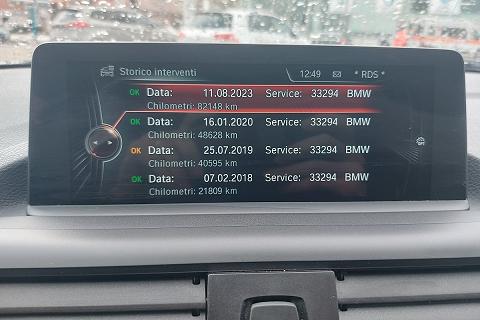 Storico interventi 12:49 * RDS *
OK Data: 11.08.2023 Service: 33294 BMW
Chilometri: 82148 km
OK Data: 16.01.2020 Service: 33294 BMW
Chilometri: 48628 km
OK Data: 25.07.2019 Service: 33294 BMW
Chilometri: 40595 km
OK Data: 07.02.2018 Service: 33294 BMW
Chilometri: 21809 km